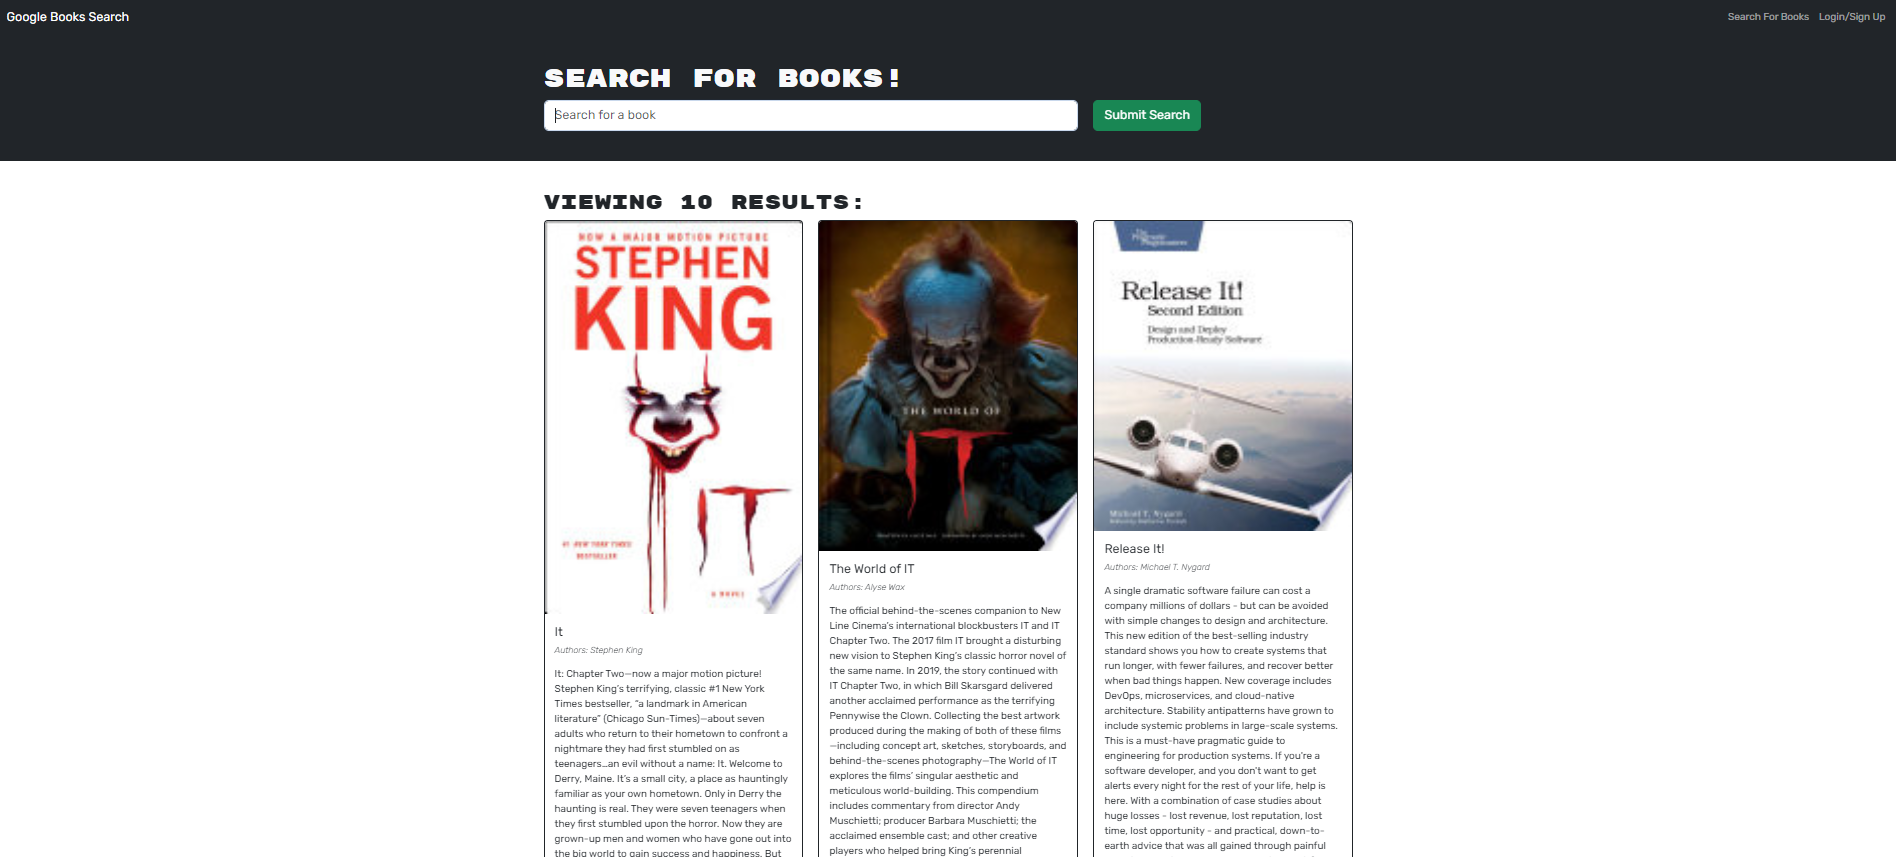 Google Books Search
Search For Books
Login/Sign Up
SEARCH FOR BOOKS!
Search for a book
Submit Search
VIEWING 10 RESULTS:
NOW A MAJOR MOTION PICTURE
STEPHEN
KING
IT
#1 NEW YORK TIMES
BESTSELLER
A NOVEL
It
Authors: Stephen King
It: Chapter Two—now a major motion picture!
Stephen King's terrifying, classic #1 New York
Times bestseller, “a landmark in American
literature” (Chicago Sun-Times)—about seven
adults who return to their hometown to confront a
nightmare they had first stumbled on as
teenagers…an evil without a name: It. Welcome to
Derry, Maine. It’s a small city, a place as hauntingly
familiar as your own hometown. Only in Derry the
haunting is real. They were seven teenagers when
they first stumbled upon the horror. Now they are
grown-up men and women who have gone out into
the big world to gain success and happiness. But
THE WORLD OF
IT
The World of IT
Authors: Alyse Wax
The official behind-the-scenes companion to New
Line Cinema's international blockbusters IT and IT
Chapter Two. The 2017 film IT brought a disturbing
new vision to Stephen King's classic horror novel of
the same name. In 2019, the story continued with
IT Chapter Two, in which Bill Skarsgard delivered
another acclaimed performance as the terrifying
Pennywise the Clown. Collecting the best artwork
produced during the making of both of these films
—including concept art, sketches, storyboards, and
behind-the-scenes photography—The World of IT
explores the films' singular aesthetic and
meticulous world-building. This compendium
includes commentary from director Andy
Muschietti; producer Barbara Muschietti; the
acclaimed ensemble cast; and other creative
players who helped bring King's perennial
The Pragmatic
Programmers
Release It!
Second Edition
Design and Deploy
Production-Ready Software
Michael T. Nygard
Release It!
Authors: Michael T. Nygard
A single dramatic software failure can cost a
company millions of dollars - but can be avoided
with simple changes to design and architecture.
This new edition of the best-selling industry
standard shows you how to create systems that
run longer, with fewer failures, and recover better
when bad things happen. New coverage includes
DevOps, microservices, and cloud-native
architecture. Stability antipatterns have grown to
include systemic problems in large-scale systems.
This is a must-have pragmatic guide to
engineering for production systems. If you're a
software developer, and you don't want to get
alerts every night for the rest of your life, help is
here. With a combination of case studies about
huge losses - lost revenue, lost reputation, lost
time, lost opportunity - and practical, down-to-
earth advice that was all gained through painful